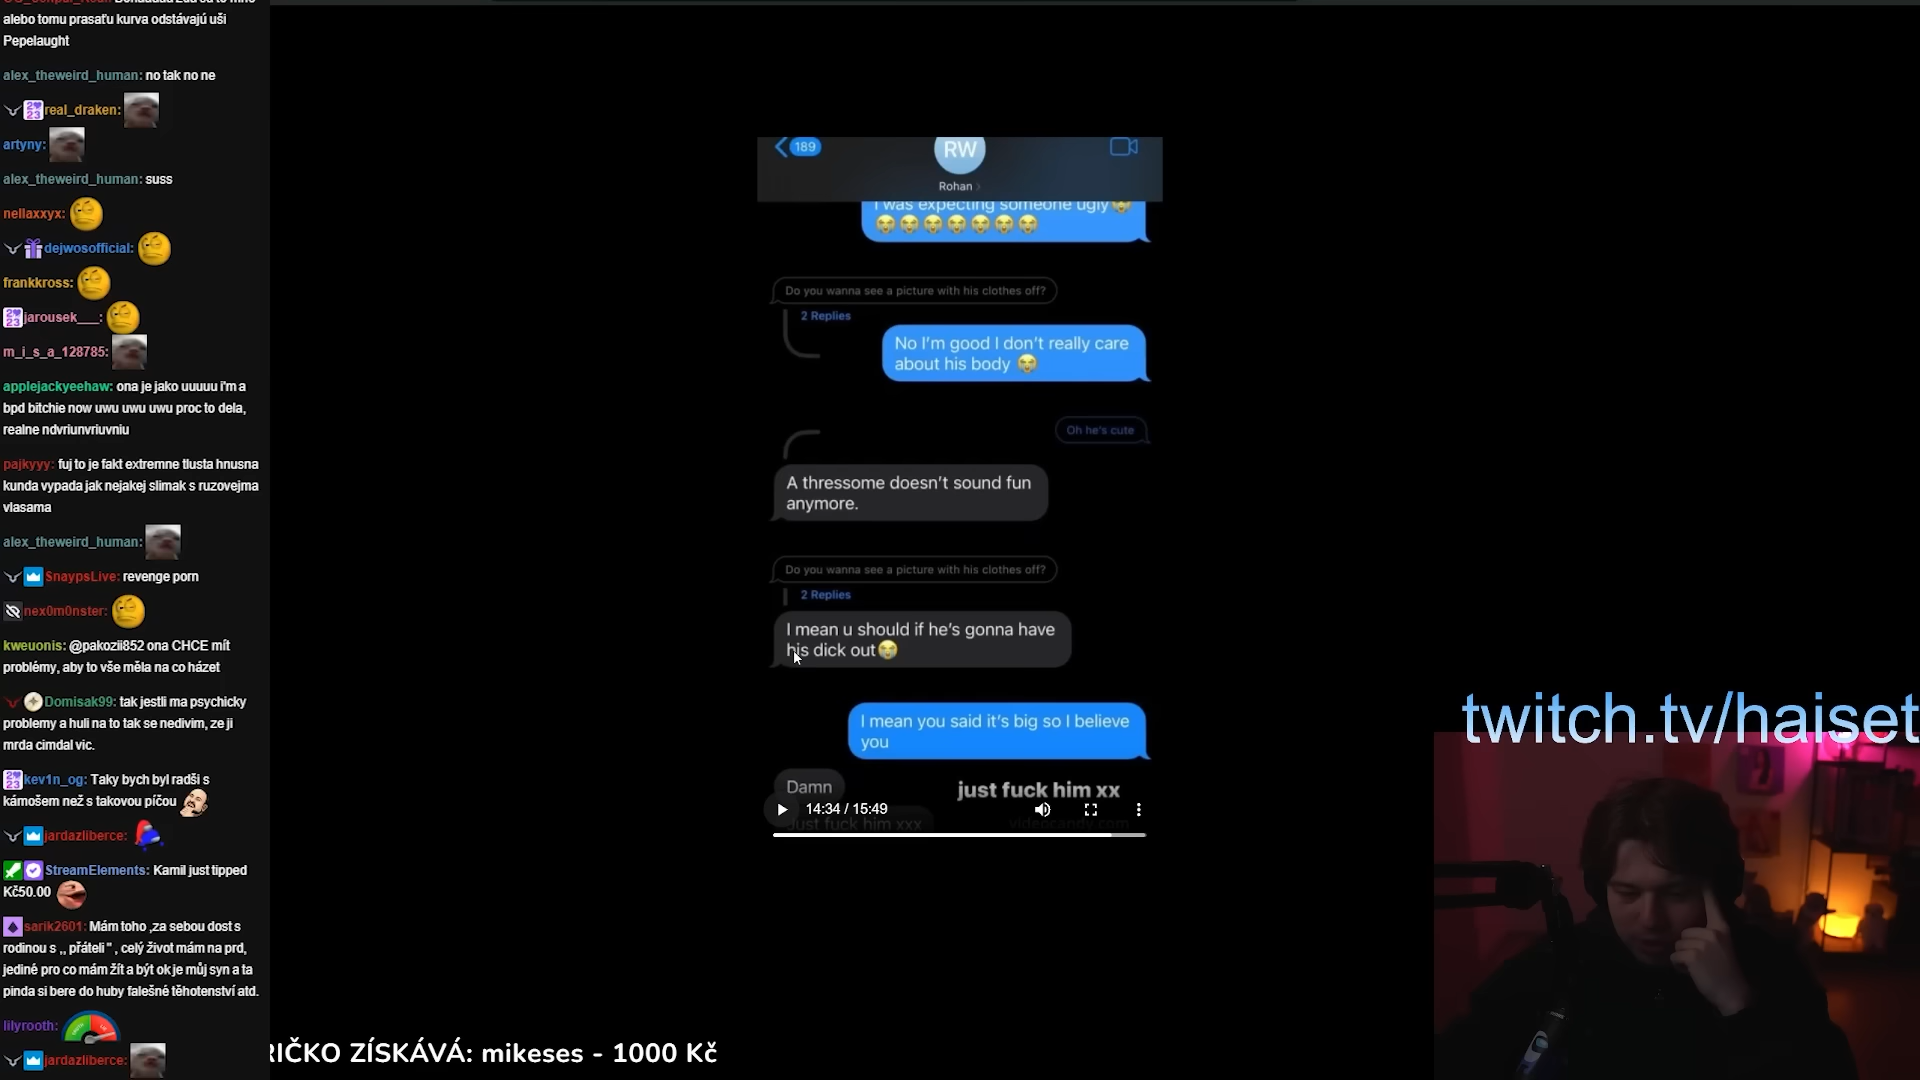 alebo tomu prasaťu kurva odstávajú uši
Pepelaught
alex_theweird_human: no tak no ne
real_draken:
artyny:
alex_theweird_human: suss
nellaxxyx:
dejwosofficial:
frankkross:
jarousek___:
m_i_s_a_128785:
applejackyeehaw: ona je jako uuuuu i'm a
bpd bitchie now uwu uwu uwu proc to dela,
realne ndvriunvriuvniu
pajkyyy: fuj to je fakt extremne tlusta hnusna
kunda vypada jak nejakej slimak s ruzovejma
vlasama
alex_theweird_human:
SnaypsLive: revenge porn
nex0m0nster:
kweuonis: @pakozii852 ona CHCE mít
problémy, aby to vše měla na co házet
Domisak99: tak jestli ma psychicky
problemy a huli na to tak se nedivim, ze ji
mrda cimdal vic.
kev1n_og: Taky bych byl radši s
kámošem než s takovou píčou
jardazliberce:
StreamElements: Kamil just tipped
Kč50.00
sarik2601: Mám toho ,za sebou dost s
rodinou s ,, přáteli " , celý život mám na prd,
jediné pro co mám žít a být ok je můj syn a ta
pinda si bere do huby falešné těhotenství atd.
lilyrooth:
jardazliberce:
189
RW
Rohan
I was expecting someone ugly
Do you wanna see a picture with his clothes off?
2 Replies
No I'm good I don't really care
about his body
Oh he's cute
A thressome doesn't sound fun
anymore.
Do you wanna see a picture with his clothes off?
2 Replies
I mean u should if he's gonna have
his dick out
I mean you said it's big so I believe
you
Damn
just fuck him xx
14:34 / 15:49
Just fuck him xxx
videocandy.com
twitch.tv/haiset
RIČKO ZÍSKÁVÁ: mikeses - 1000 Kč